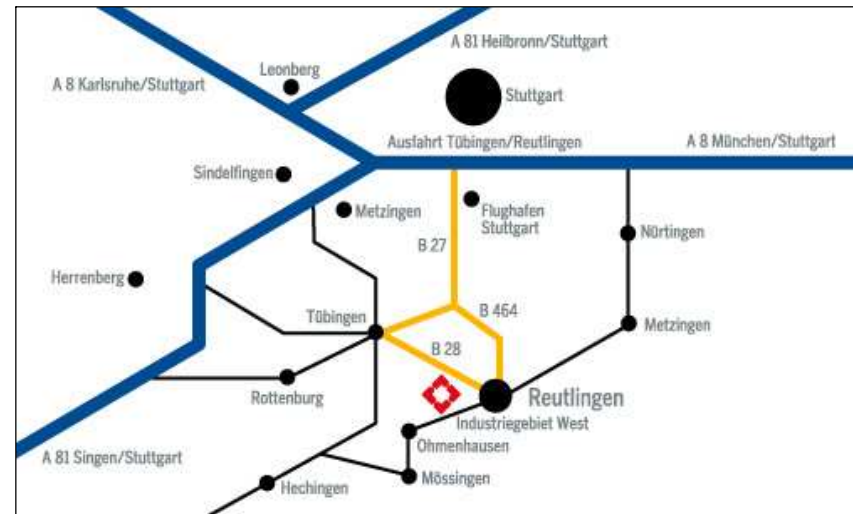 A 81 Heilbronn/Stuttgart
Leonberg
A 8 Karlsruhe/Stuttgart
Stuttgart
Ausfahrt Tübingen/Reutlingen
A 8 München/Stuttgart
Sindelfingen
Metzingen
Flughafen
Stuttgart
Nürtingen
B 27
Herrenberg
Tübingen
B 464
Metzingen
B 28
Rottenburg
Reutlingen
Industriegebiet West
Ohmenhausen
A 81 Singen/Stuttgart
Mössingen
Hechingen